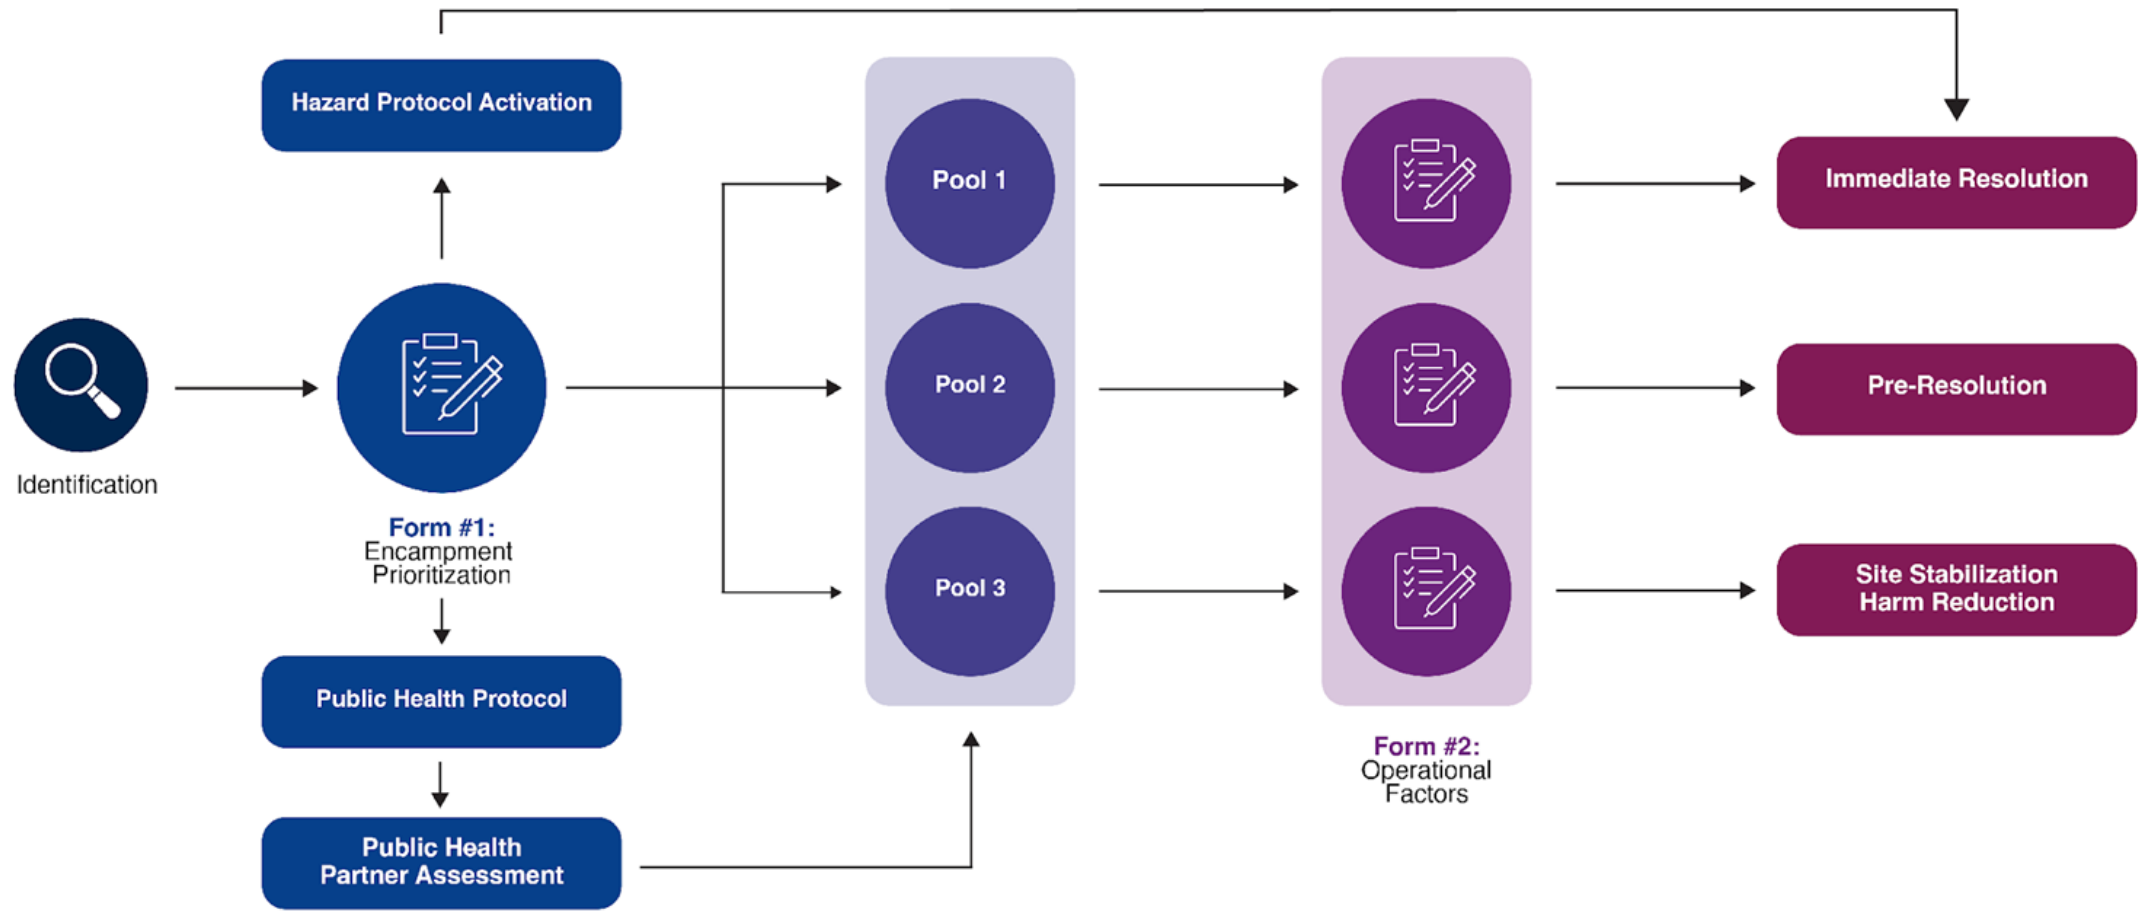 Hazard Protocol Activation
Identification
Form #1:
Encampment
Prioritization
Public Health Protocol
Public Health
Partner Assessment
Pool 1
Pool 2
Pool 3
Form #2:
Operational
Factors
Immediate Resolution
Pre-Resolution
Site Stabilization
Harm Reduction